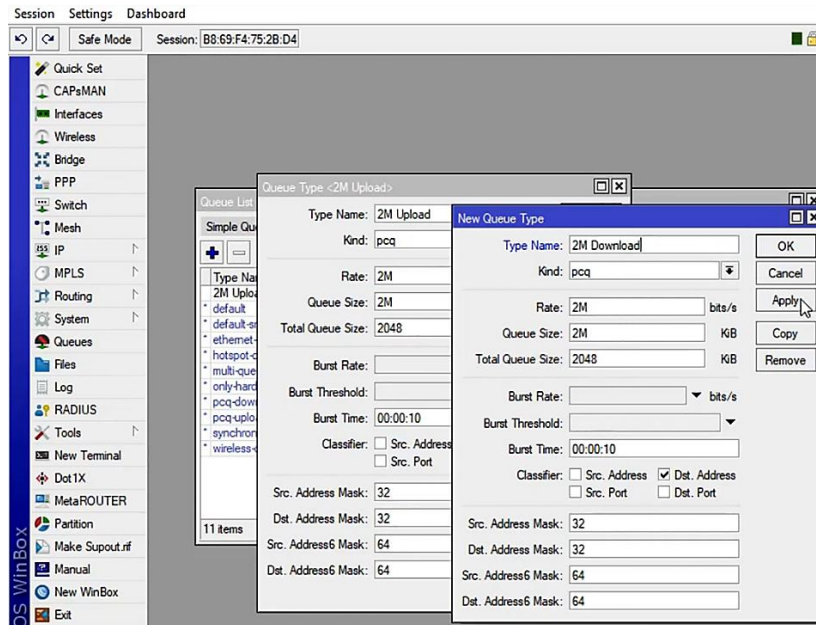 Session Settings Dashboard
Safe Mode Session: B8:69:F4:75:2B:D4
Quick Set
CAPsMAN
Interfaces
Wireless
Bridge
PPP
Switch
Mesh
IP
MPLS
Routing
System
Queues
Files
Log
RADIUS
Tools
New Terminal
Dot1X
MetaROUTER
Partition
Make Supout.rif
Manual
New WinBox
Exit
OS WinBox
Queue List
Simple Que
Type Nam
2M Uploa
* default
* default-sm
* ethernet-
* hotspot-d
* multi-que
* only-hard
* pcq-down
* pcq-uploa
* synchron
* wireless-d
11 items
Queue Type <2M Upload>
Type Name: 2M Upload
Kind: pcq
Rate: 2M
Queue Size: 2M
Total Queue Size: 2048
Burst Rate:
Burst Threshold:
Burst Time: 00:00:10
Classifier: Src. Address
Src. Port
Src. Address Mask: 32
Dst. Address Mask: 32
Src. Address6 Mask: 64
Dst. Address6 Mask: 64
New Queue Type
Type Name: 2M Download
Kind: pcq
Rate: 2M bits/s
Queue Size: 2M KiB
Total Queue Size: 2048 KiB
Burst Rate: bits/s
Burst Threshold:
Burst Time: 00:00:10
Classifier: Src. Address Dst. Address
Src. Port Dst. Port
Src. Address Mask: 32
Dst. Address Mask: 32
Src. Address6 Mask: 64
Dst. Address6 Mask: 64
OK
Cancel
Apply
Copy
Remove